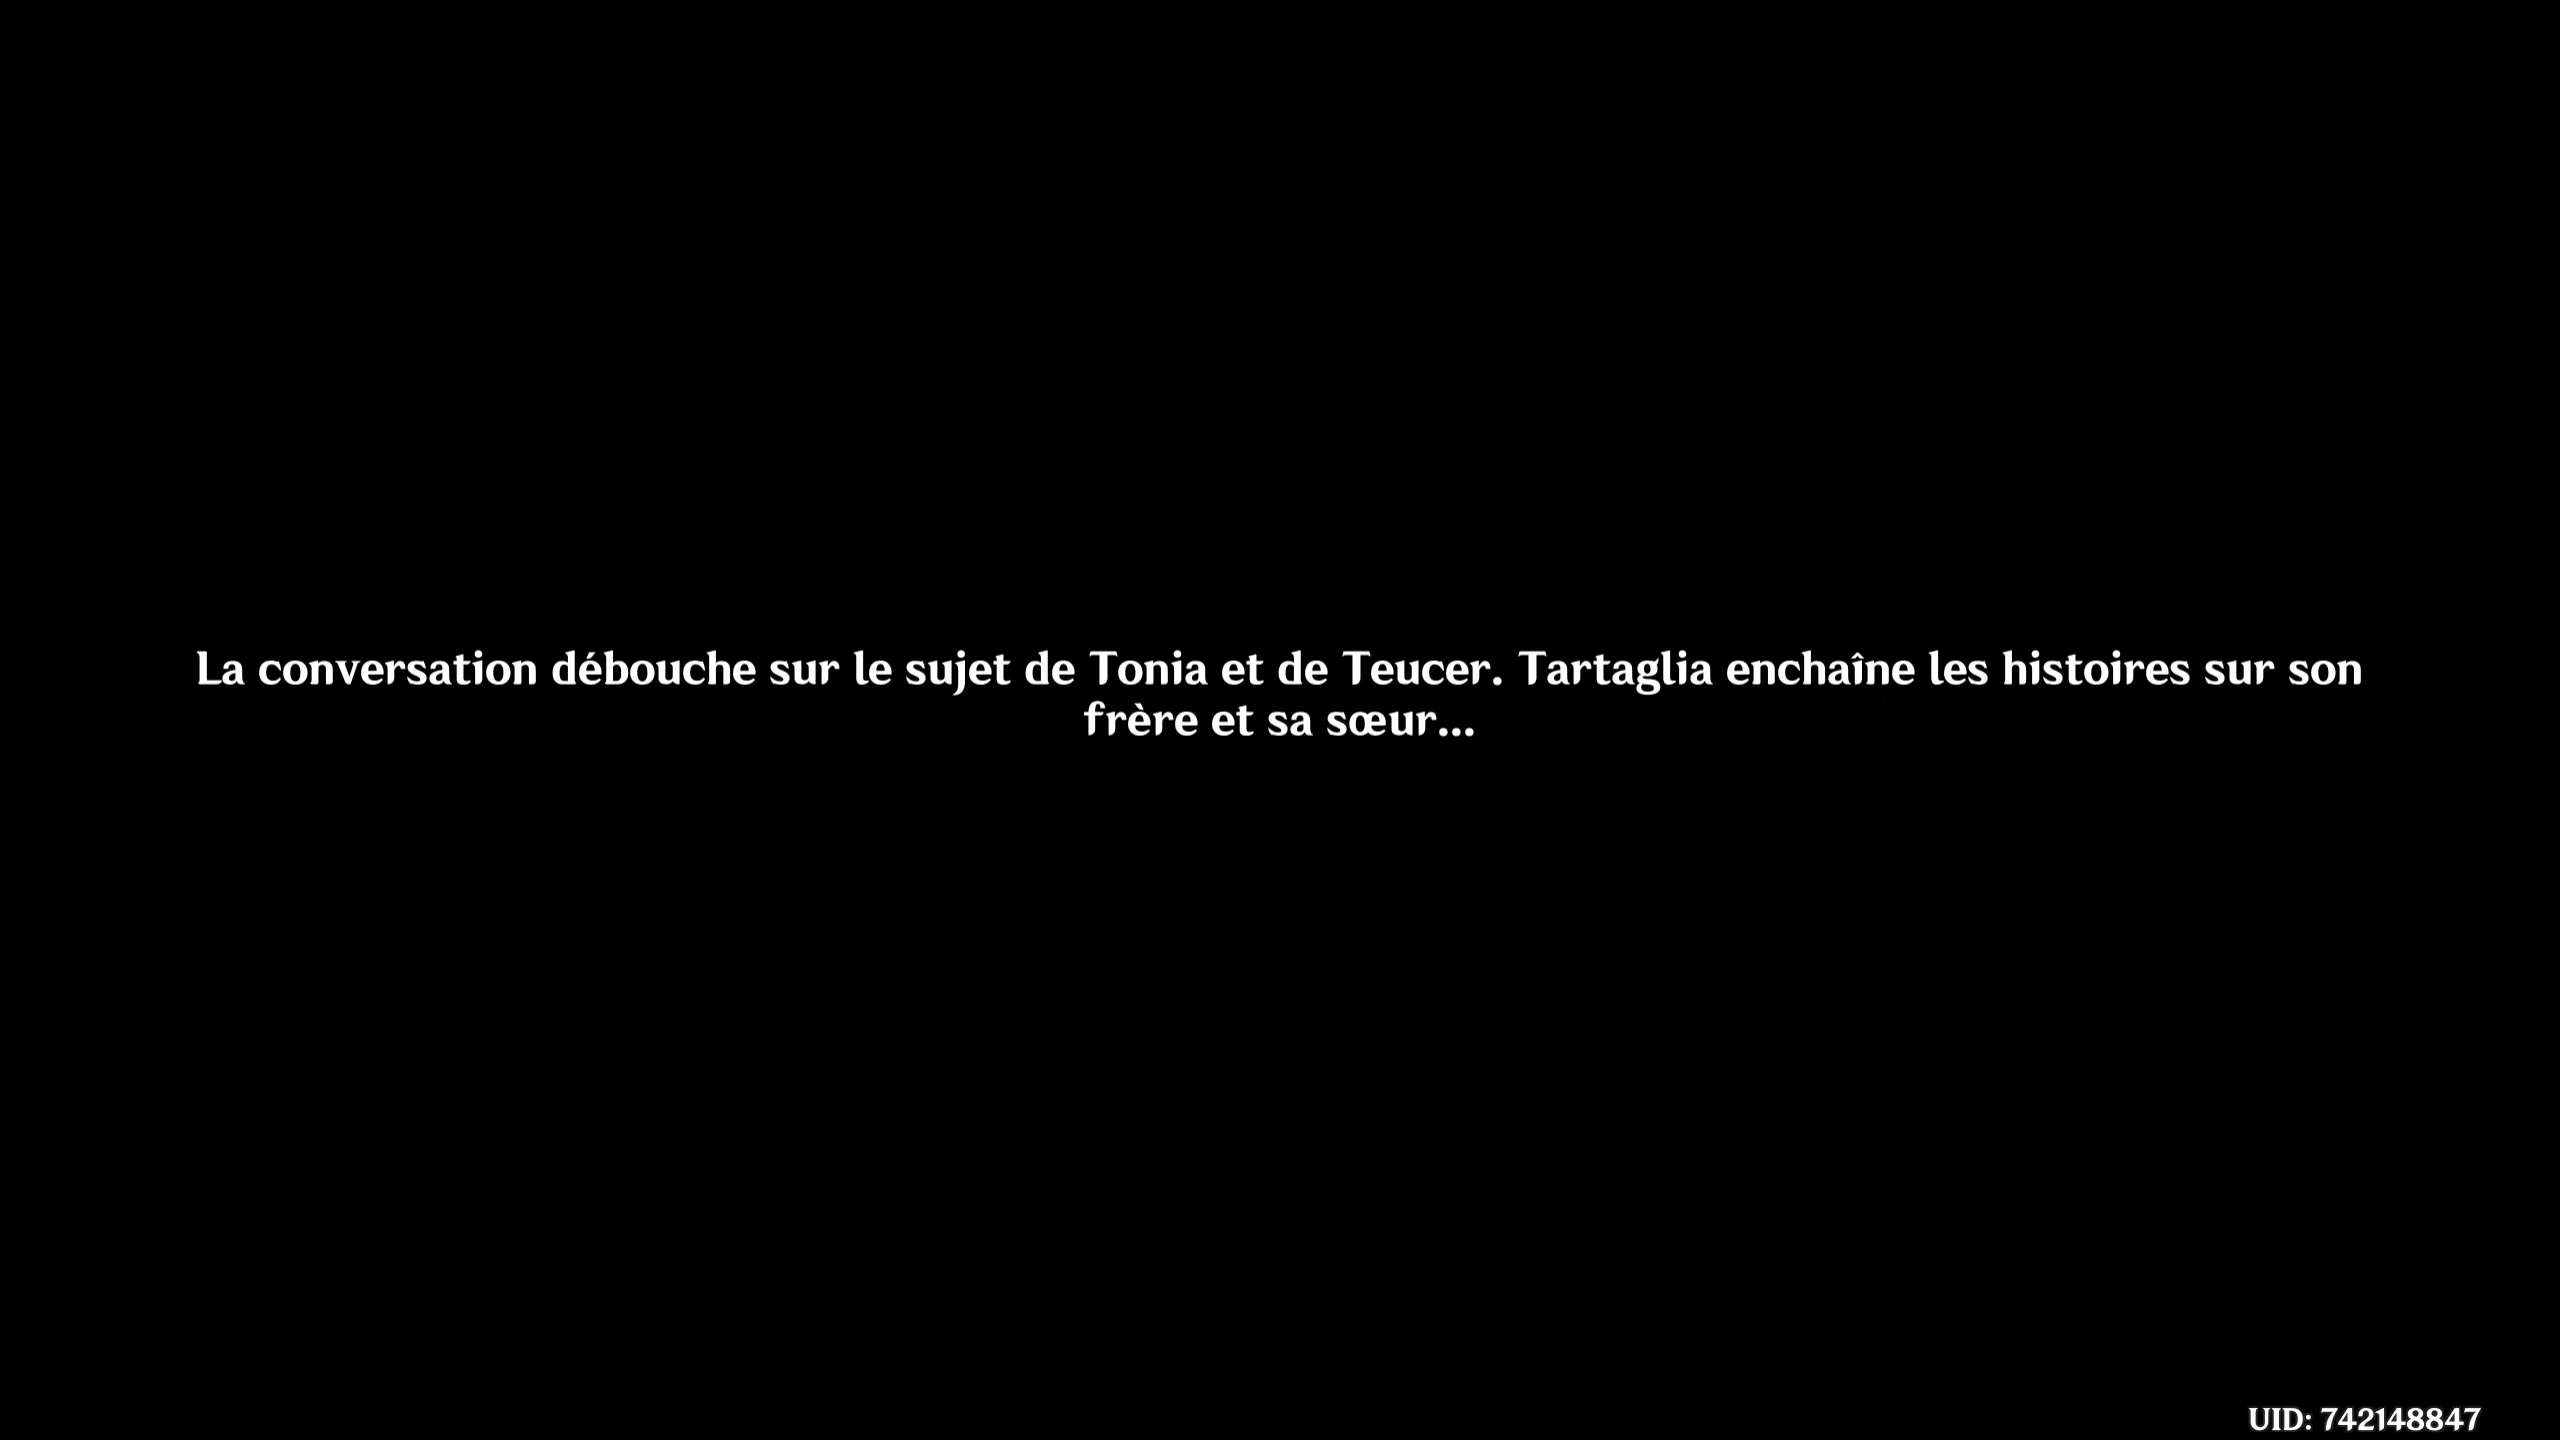 La conversation débouche sur le sujet de Tonia et de Teucer. Tartaglia enchaîne les histoires sur son
frère et sa sœur...
UID: 742148847